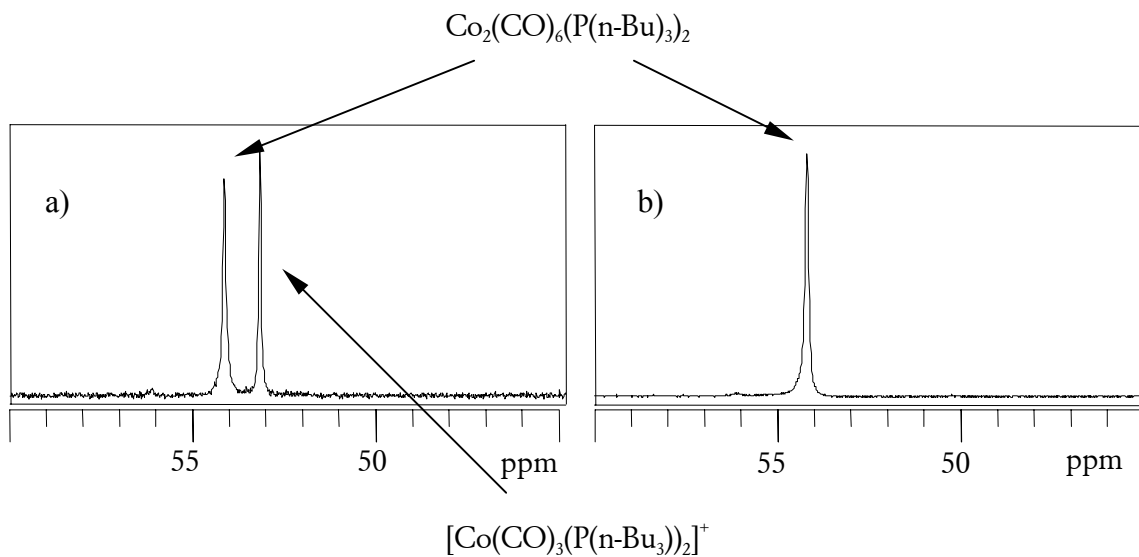 Co₂(CO)₆(P(n-Bu)₃)₂
a)
b)
55 50 ppm
55 50 ppm
[Co(CO)₃(P(n-Bu₃))₂]⁺